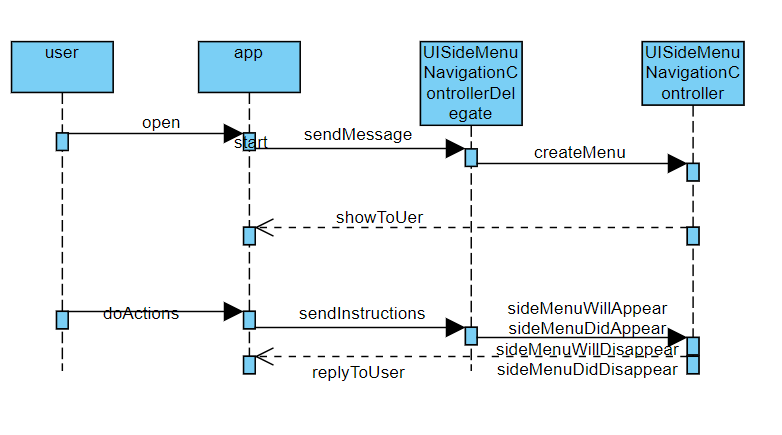 user
app
UISideMenu
NavigationC
ontrollerDel
egate
UISideMenu
NavigationC
ontroller
open
start
sendMessage
createMenu
showToUer
doActions
sendInstructions
sideMenuWillAppear
sideMenuDidAppear
sideMenuWillDisappear
sideMenuDidDisappear
replyToUser